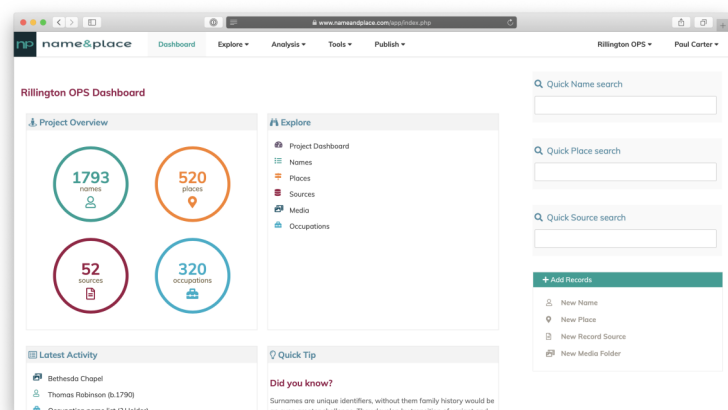 www.nameandplace.com/app/index.php
np name&place Dashboard Explore Analysis Tools Publish Rillington OPS Paul Carter
Rillington OPS Dashboard
Project Overview
1793
names
520
places
52
sources
320
occupations
Explore
Project Dashboard
Names
Places
Sources
Media
Occupations
Quick Name search
Quick Place search
Quick Source search
+ Add Records
New Name
New Place
New Record Source
New Media Folder
Latest Activity
Bethesda Chapel
Thomas Robinson (b.1790)
Quick Tip
Did you know?
Surnames are unique identifiers, without them family history would be